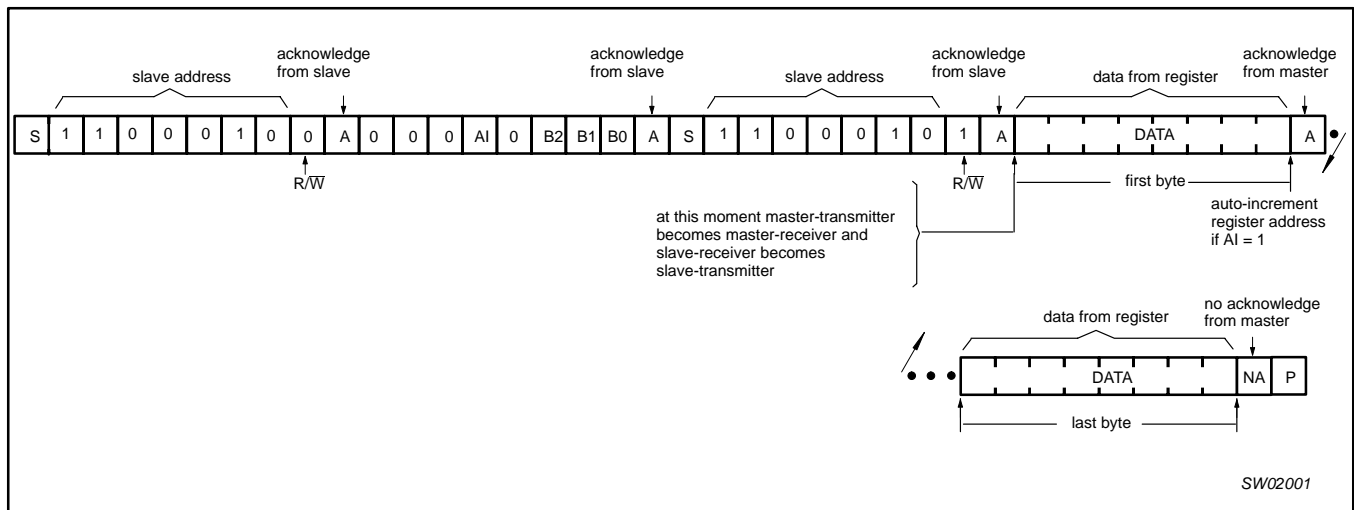 acknowledge
from slave
acknowledge
from slave
acknowledge
from slave
acknowledge
from master
slave address
slave address
data from register
S 1 1 0 0 0 1 0 0 A 0 0 0 AI 0 B2 B1 B0 A S 1 1 0 0 0 1 0 1 A DATA A
R/W̅
R/W̅
first byte
at this moment master-transmitter
becomes master-receiver and
slave-receiver becomes
slave-transmitter
auto-increment
register address
if AI = 1
data from register
no acknowledge
from master
DATA NA P
last byte
SW02001